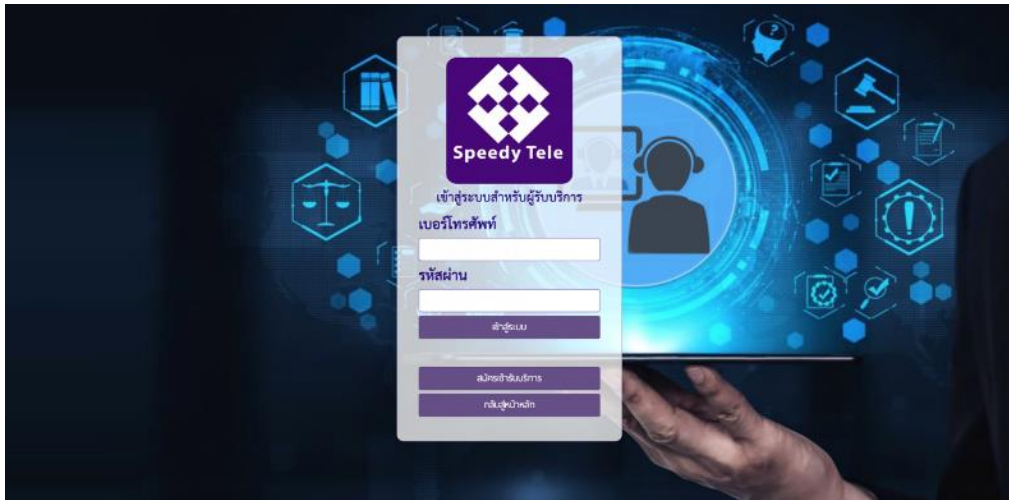 Speedy Tele
เข้าสู่ระบบสำหรับผู้รับบริการ
เบอร์โทรศัพท์
รหัสผ่าน
เข้าสู่ระบบ
สมัครเข้ารับบริการ
กลับสู่หน้าหลัก